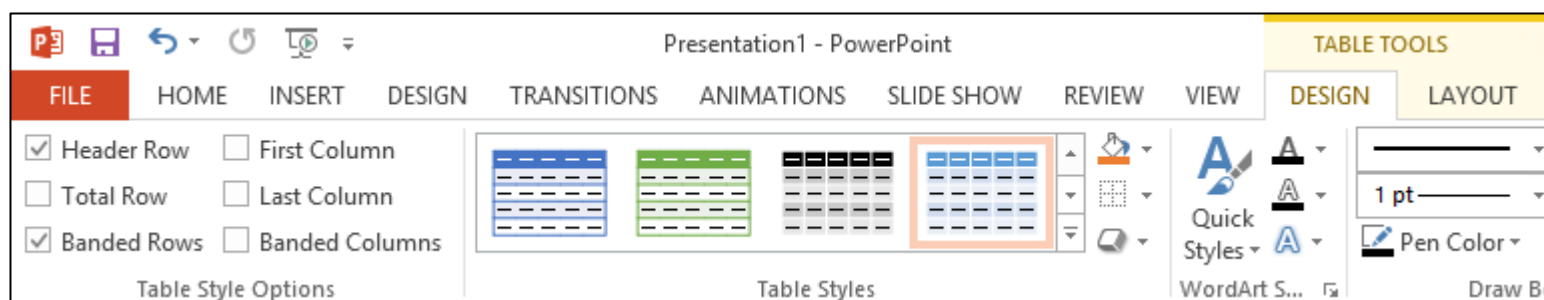 Presentation1 - PowerPoint
TABLE TOOLS
FILE HOME INSERT DESIGN TRANSITIONS ANIMATIONS SLIDE SHOW REVIEW VIEW DESIGN LAYOUT
Header Row First Column
Total Row Last Column
Banded Rows Banded Columns
Table Style Options
Table Styles
Quick
Styles
WordArt S...
1 pt
Pen Color
Draw B